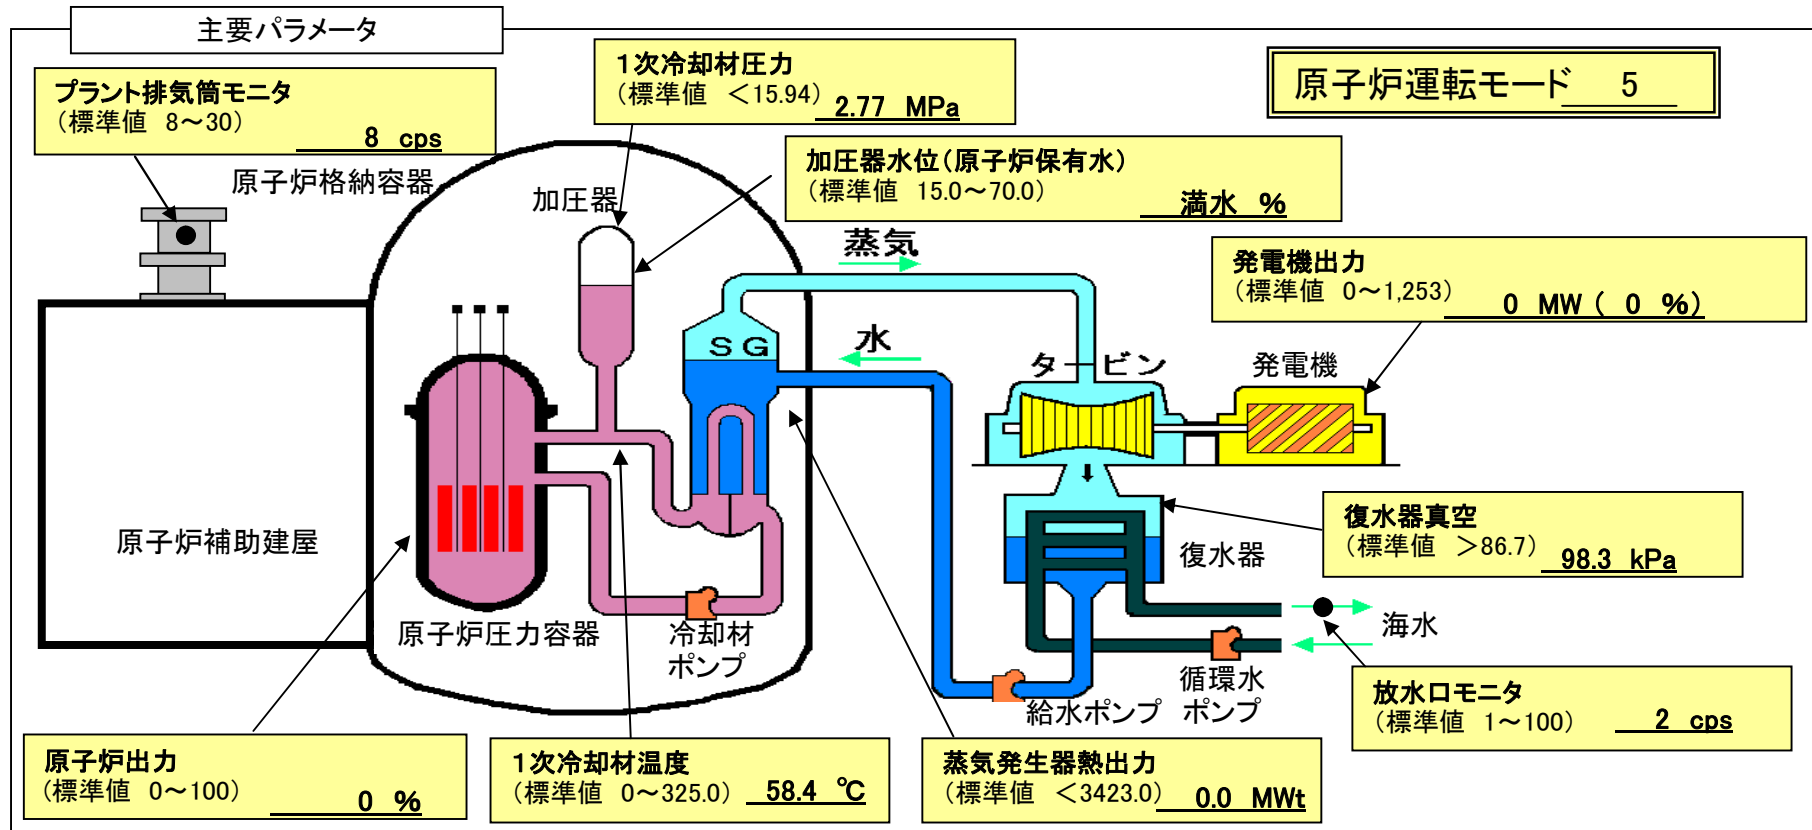 主要パラメータ
プラント排気筒モニタ
(標準値 8～30)
8 cps
1次冷却材圧力
(標準値 ＜15.94)
2.77 MPa
原子炉運転モード 5
加圧器水位(原子炉保有水)
(標準値 15.0～70.0)
満水 %
原子炉格納容器
加圧器
蒸気
発電機出力
(標準値 0～1,253)
0 MW ( 0 %)
SG
水
タービン
発電機
原子炉補助建屋
復水器真空
(標準値 ＞86.7)
98.3 kPa
復水器
海水
原子炉圧力容器
冷却材
ポンプ
給水ポンプ
循環水
ポンプ
放水口モニタ
(標準値 1～100)
2 cps
原子炉出力
(標準値 0～100)
0 %
1次冷却材温度
(標準値 0～325.0)
58.4 ℃
蒸気発生器熱出力
(標準値 ＜3423.0)
0.0 MWt